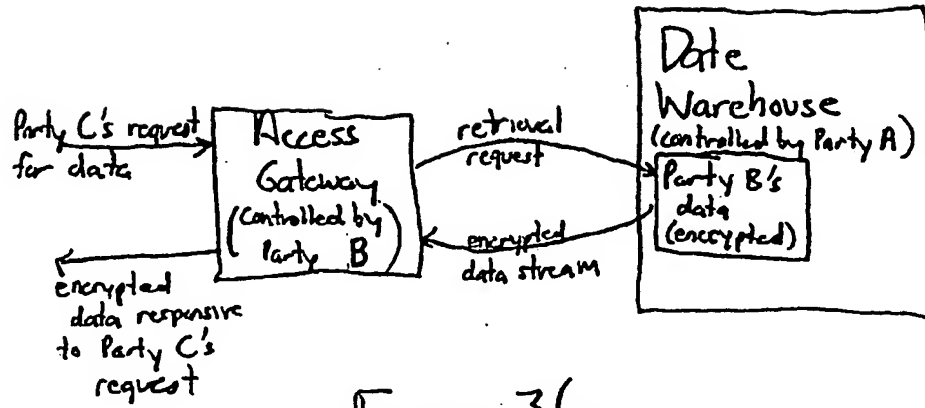 Party C's request
for data
Access
Gateway
(controlled by
Party B)
retrieval
request
Date
Warehouse
(controlled by Party A)
Party B's
data
(encrypted)
encrypted
data stream
encrypted
data responsive
to Party C's
request